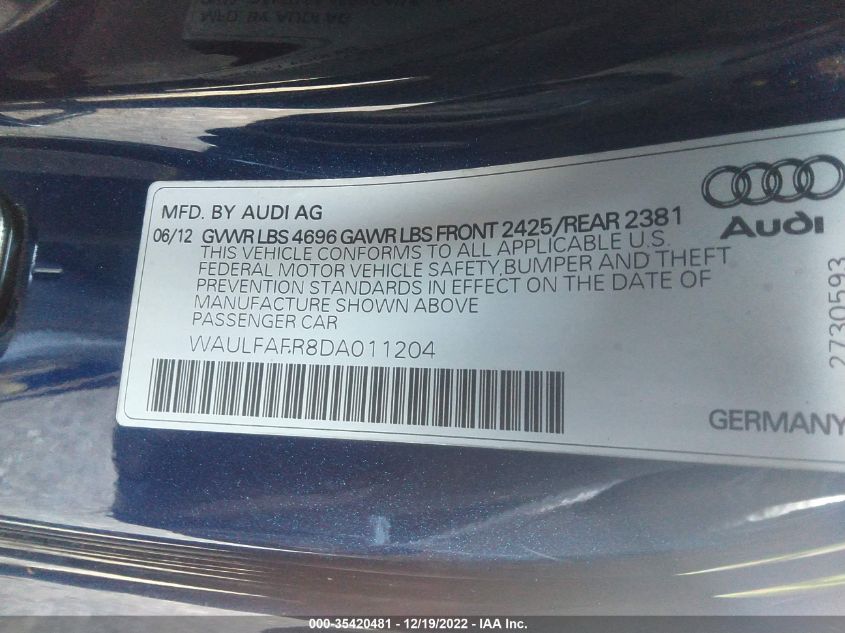 MFD. BY AUDI AG
06/12 GVWR LBS 4696 GAWR LBS FRONT 2425/REAR 2381
THIS VEHICLE CONFORMS TO ALL APPLICABLE U.S.
FEDERAL MOTOR VEHICLE SAFETY, BUMPER AND THEFT
PREVENTION STANDARDS IN EFFECT ON THE DATE OF
MANUFACTURE SHOWN ABOVE
PASSENGER CAR
WAULFAFR8DA011204
Audi
2730593
GERMANY
000-35420481 - 12/19/2022 - IAA Inc.